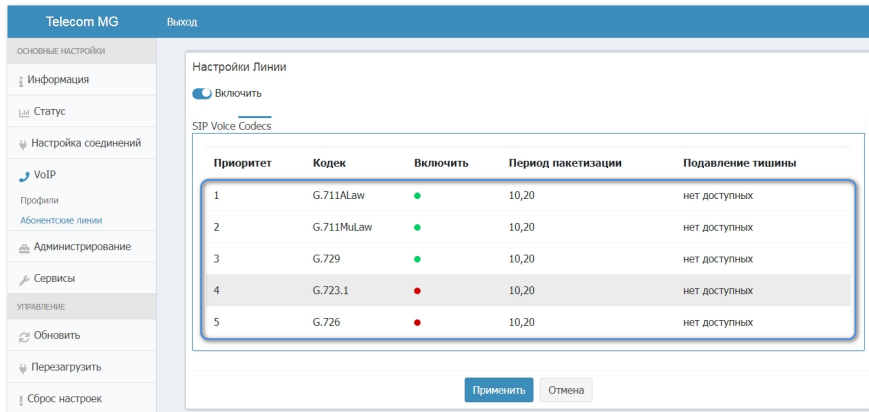 Telecom MG
Выход
ОСНОВНЫЕ НАСТРОЙКИ
Информация
Статус
Настройка соединений
VoIP
Профили
Абонентские линии
Администрирование
Сервисы
УПРАВЛЕНИЕ
Обновить
Перезагрузить
Сброс настроек
Настройки Линии
Включить
SIP Voice Codecs
Приоритет Кодек Включить Период пакетизации Подавление тишины
1 G.711ALaw 10,20 нет доступных
2 G.711MuLaw 10,20 нет доступных
3 G.729 10,20 нет доступных
4 G.723.1 10,20 нет доступных
5 G.726 10,20 нет доступных
Применить Отмена